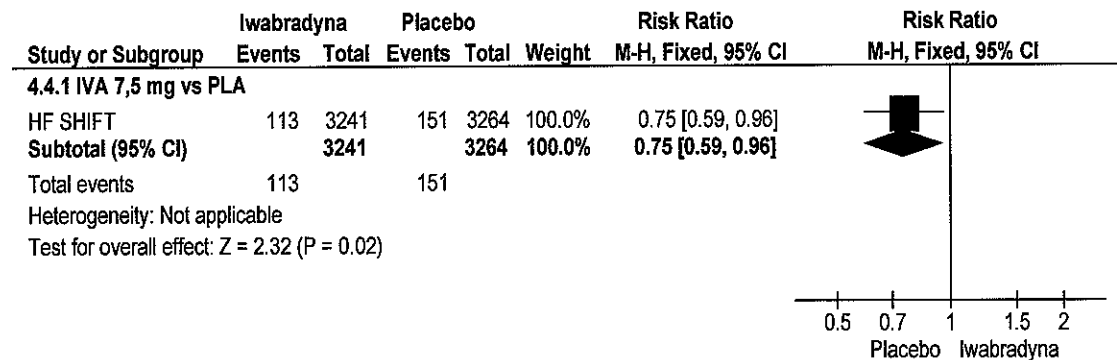 Iwabradyna Placebo Risk Ratio Risk Ratio
Study or Subgroup Events Total Events Total Weight M-H, Fixed, 95% CI M-H, Fixed, 95% CI
4.4.1 IVA 7,5 mg vs PLA
HF SHIFT 113 3241 151 3264 100.0% 0.75 [0.59, 0.96]
Subtotal (95% CI) 3241 3264 100.0% 0.75 [0.59, 0.96]
Total events 113 151
Heterogeneity: Not applicable
Test for overall effect: Z = 2.32 (P = 0.02)
0.5 0.7 1 1.5 2
Placebo Iwabradyna